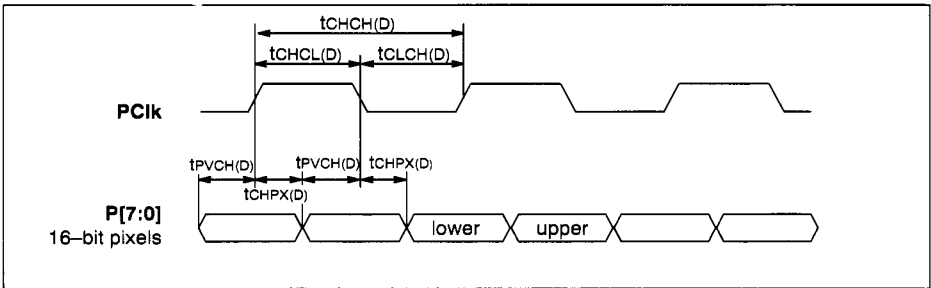 tCHCH(D)
tCHCL(D) tCLCH(D)
PClk
tPVCH(D) tPVCH(D) tCHPX(D)
tCHPX(D)
P[7:0]
16–bit pixels
lower upper